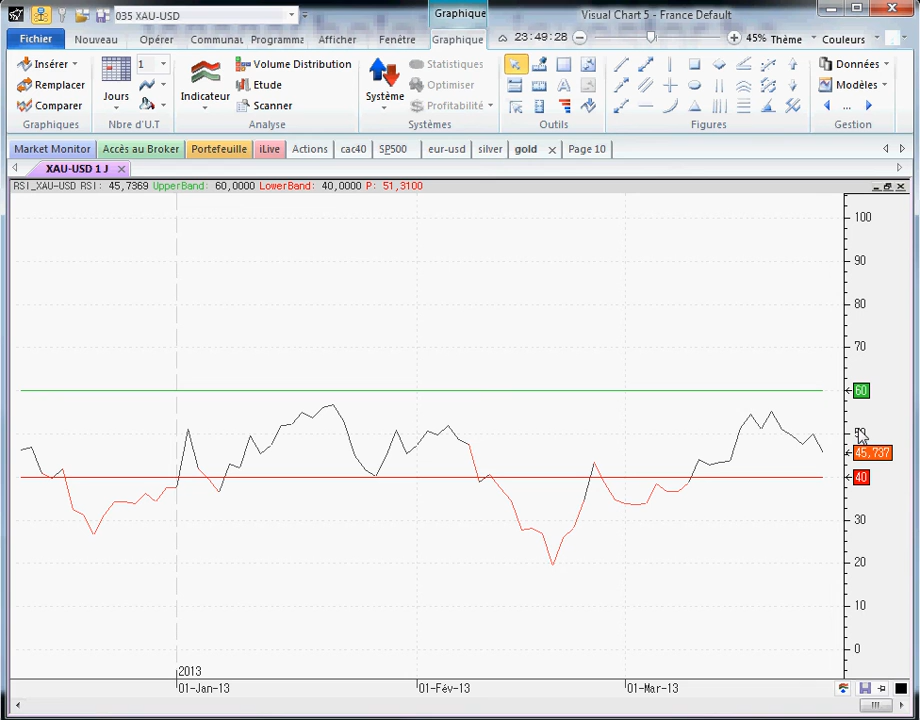 035 XAU-USD
Graphique
Visual Chart 5 - France Default
Fichier Nouveau Opérer Communau Programma Afficher Fenêtre Graphique 23:49:28 45% Thème Couleurs
Insérer 1 Volume Distribution Statistiques Données
Remplacer Jours Indicateur Etude Système Optimiser Modèles
Comparer Scanner Profitabilité ...
Graphiques Nbre d'U.T Analyse Systèmes Outils Figures Gestion
Market Monitor Accès au Broker Portefeuille iLive Actions cac40 SP500 eur-usd silver gold Page 10
XAU-USD 1 J
RSI_XAU-USD RSI: 45,7369 UpperBand: 60,0000 LowerBand: 40,0000 P: 51,3100
100
90
80
70
60
50
45,737
40
30
20
10
0
2013
01-Jan-13 01-Fév-13 01-Mar-13